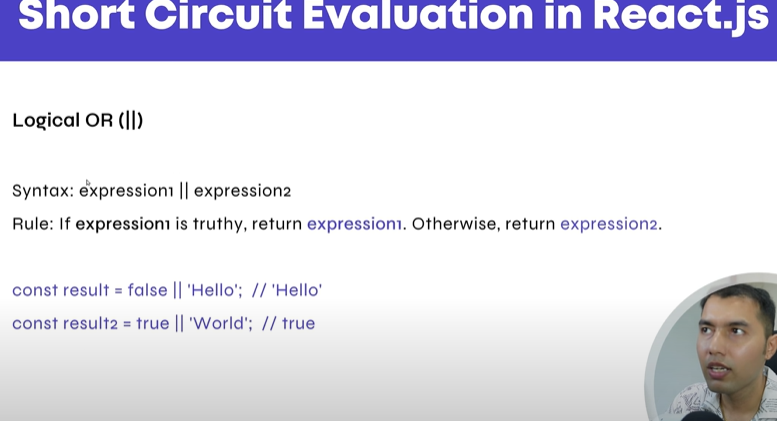 Short Circuit Evaluation in React.js
Logical OR (||)
Syntax: expression1 || expression2
Rule: If expression1 is truthy, return expression1. Otherwise, return expression2.
const result = false || 'Hello';  // 'Hello'
const result2 = true || 'World';  // true